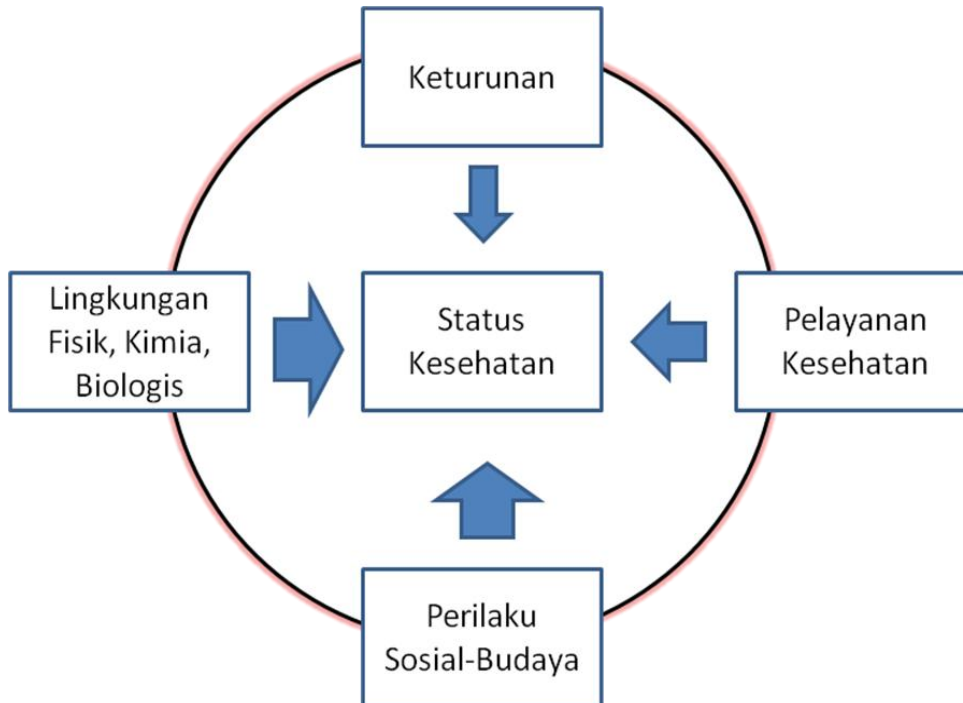 Keturunan
Lingkungan
Fisik, Kimia,
Biologis
Status
Kesehatan
Pelayanan
Kesehatan
Perilaku
Sosial-Budaya